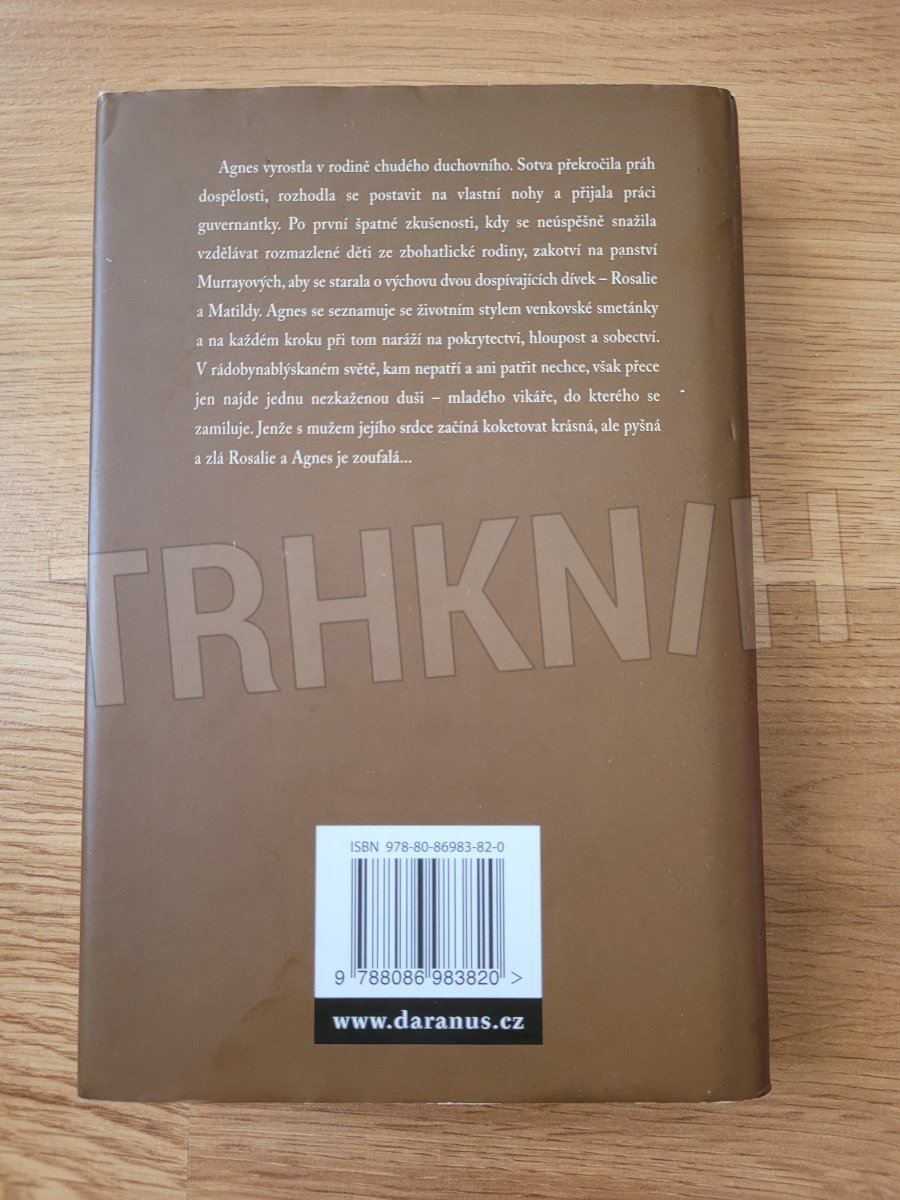 Agnes vyrostla v rodině chudého duchovního. Sotva překročila práh
dospělosti, rozhodla se postavit na vlastní nohy a přijala práci
guvernantky. Po první špatné zkušenosti, kdy se neúspěšně snažila
vzdělávat rozmazlené děti ze zbohatlické rodiny, zakotví na panství
Murrayových, aby se starala o výchovu dvou dospívajících dívek – Rosalie
a Matildy. Agnes se seznamuje se životním stylem venkovské smetánky
a na každém kroku při tom naráží na pokrytectví, hloupost a sobectví.
V rádobynablýskaném světě, kam nepatří a ani patřit nechce, však přece
jen najde jednu nezkaženou duši – mladého vikáře, do kterého se
zamiluje. Jenže s mužem jejího srdce začíná koketovat krásná, ale pyšná
a zlá Rosalie a Agnes je zoufalá...
TRHKNIH
ISBN 978-80-86983-82-0
9 788086 983820 >
www.daranus.cz